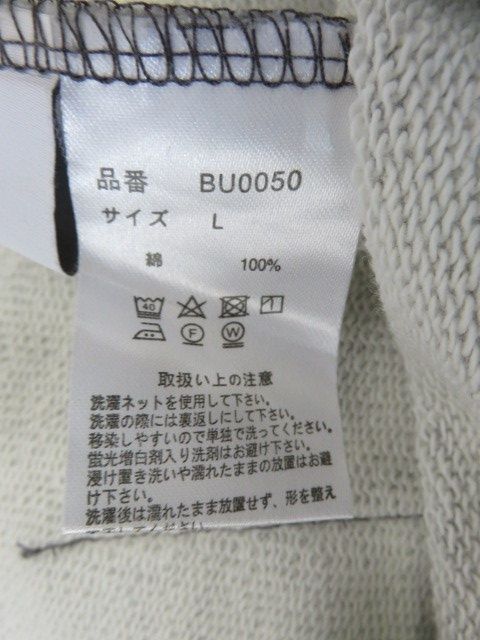 品番 BU0050
サイズ L
綿 100%
40
F W
取扱い上の注意
洗濯ネットを使用して下さい。
洗濯の際には裏返しにして下さい。
移染しやすいので単独で洗ってください。
蛍光増白剤入り洗剤はお避け下さい。
浸け置き洗いや濡れたままの放置はお避
け下さい。
洗濯後は濡れたまま放置せず、形を整え